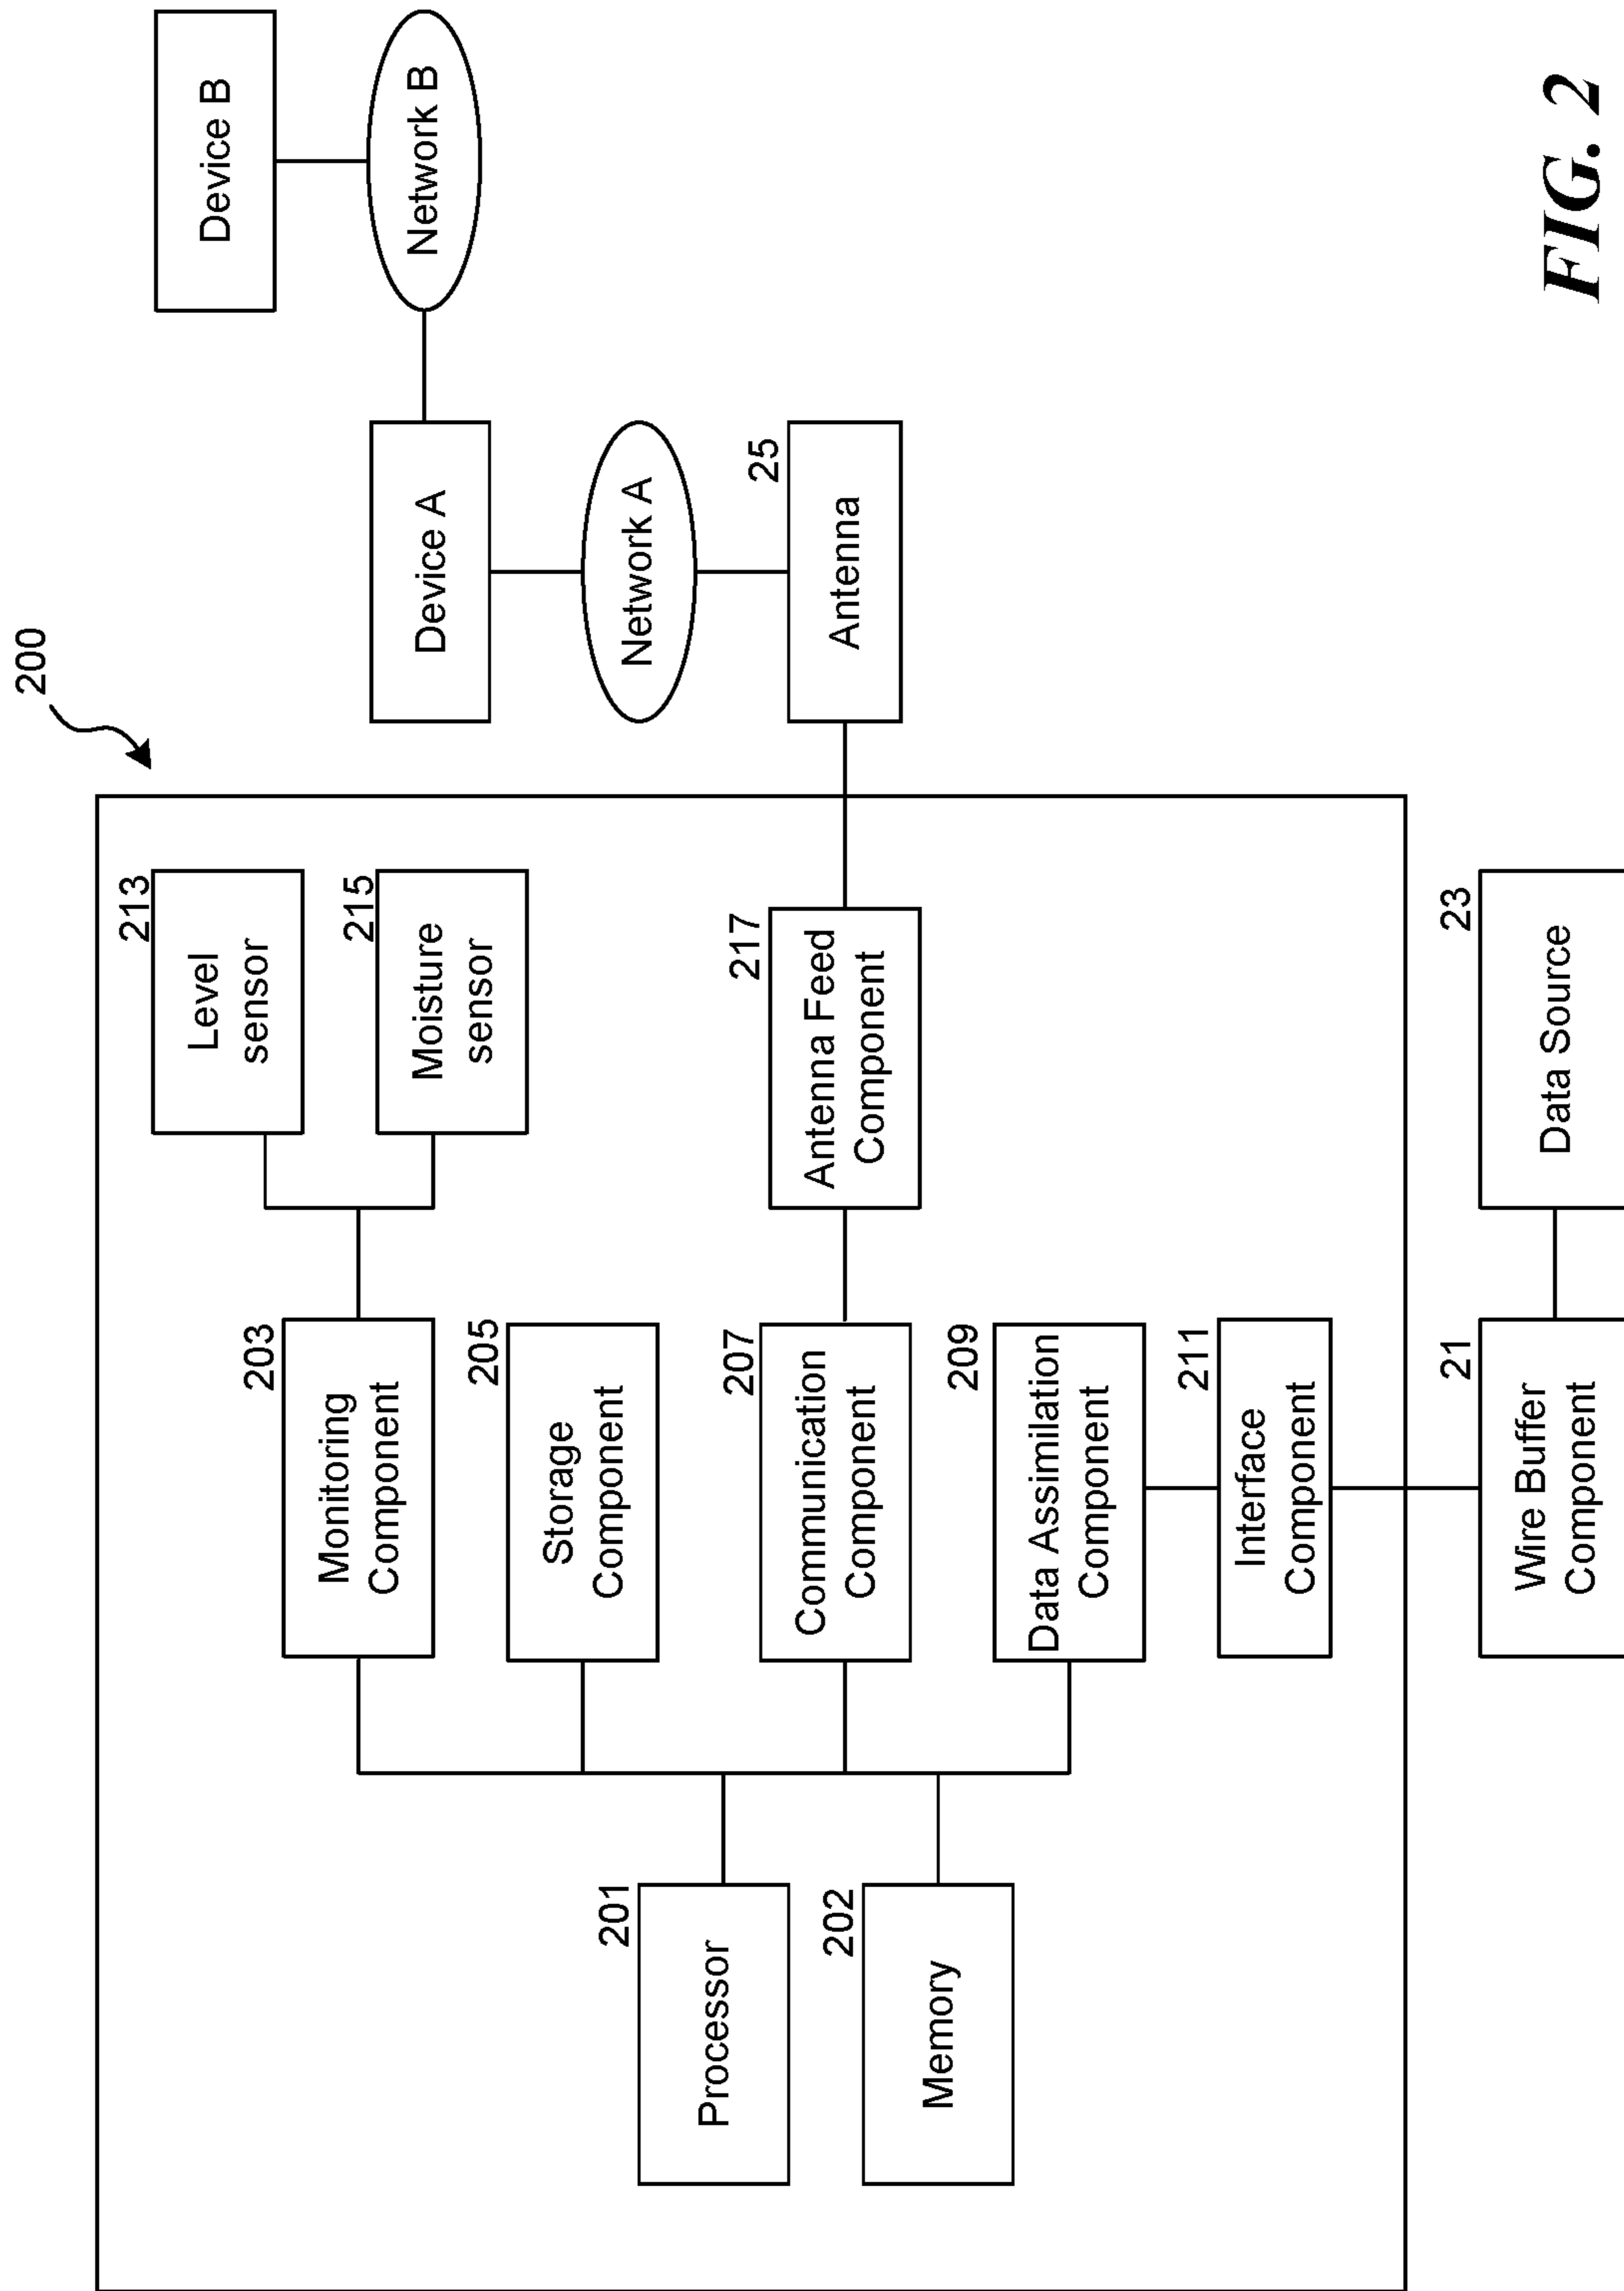 200
Device B
Network B
Device A
Network A
25
Antenna
213
Level
sensor
215
Moisture
sensor
217
Antenna Feed
Component
203
Monitoring
Component
205
Storage
Component
207
Communication
Component
209
Data Assimilation
Component
211
Interface
Component
201
Processor
202
Memory
21
Wire Buffer
Component
23
Data Source
FIG. 2